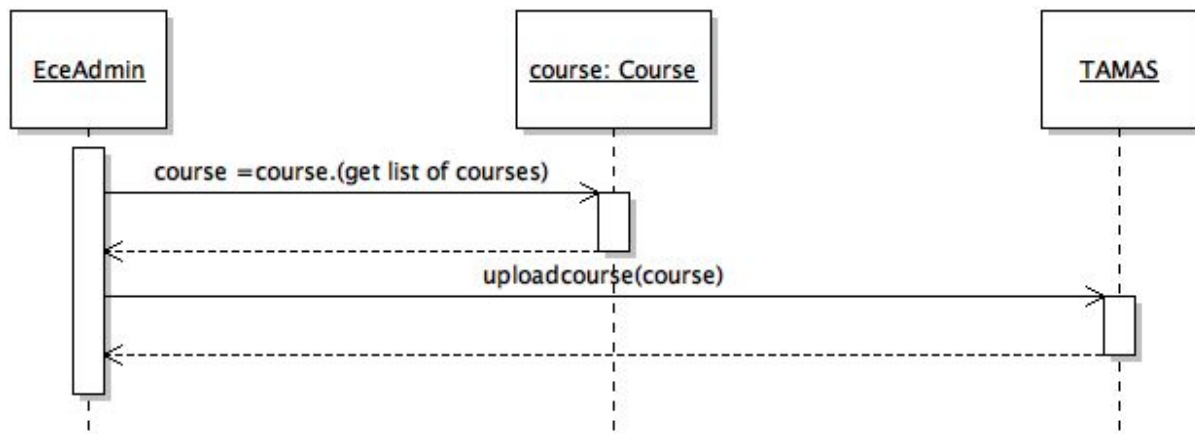 EceAdmin
course: Course
TAMAS
course =course.(get list of courses)
uploadcourse(course)